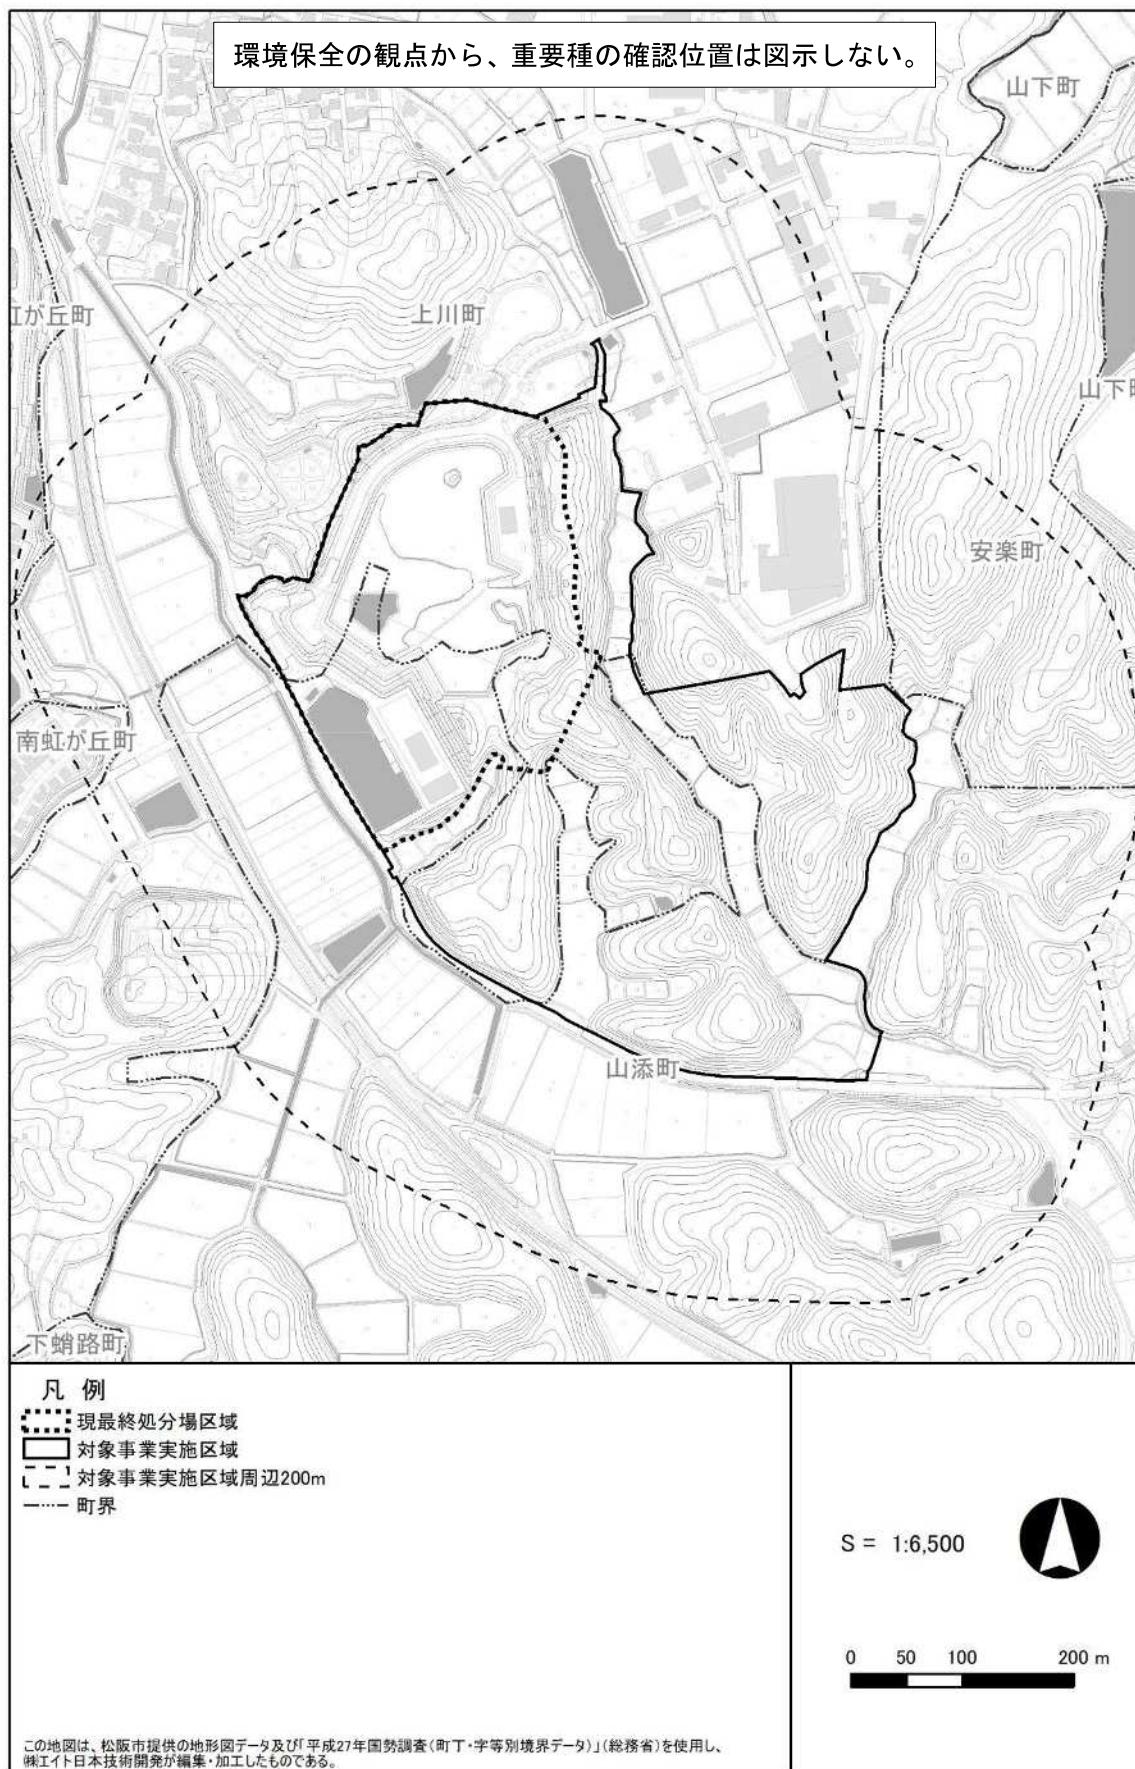 環境保全の観点から、重要種の確認位置は図示しない。
山下町
虹が丘町
上川町
山下町
安楽町
南虹が丘町
山添町
下蛸路町
凡 例
現最終処分場区域
対象事業実施区域
対象事業実施区域周辺200m
町界
S = 1:6,500
0 50 100 200 m
この地図は、松阪市提供の地形図データ及び「平成27年国勢調査(町丁・字等別境界データ)」(総務省)を使用し、
㈱エイト日本技術開発が編集・加工したものである。